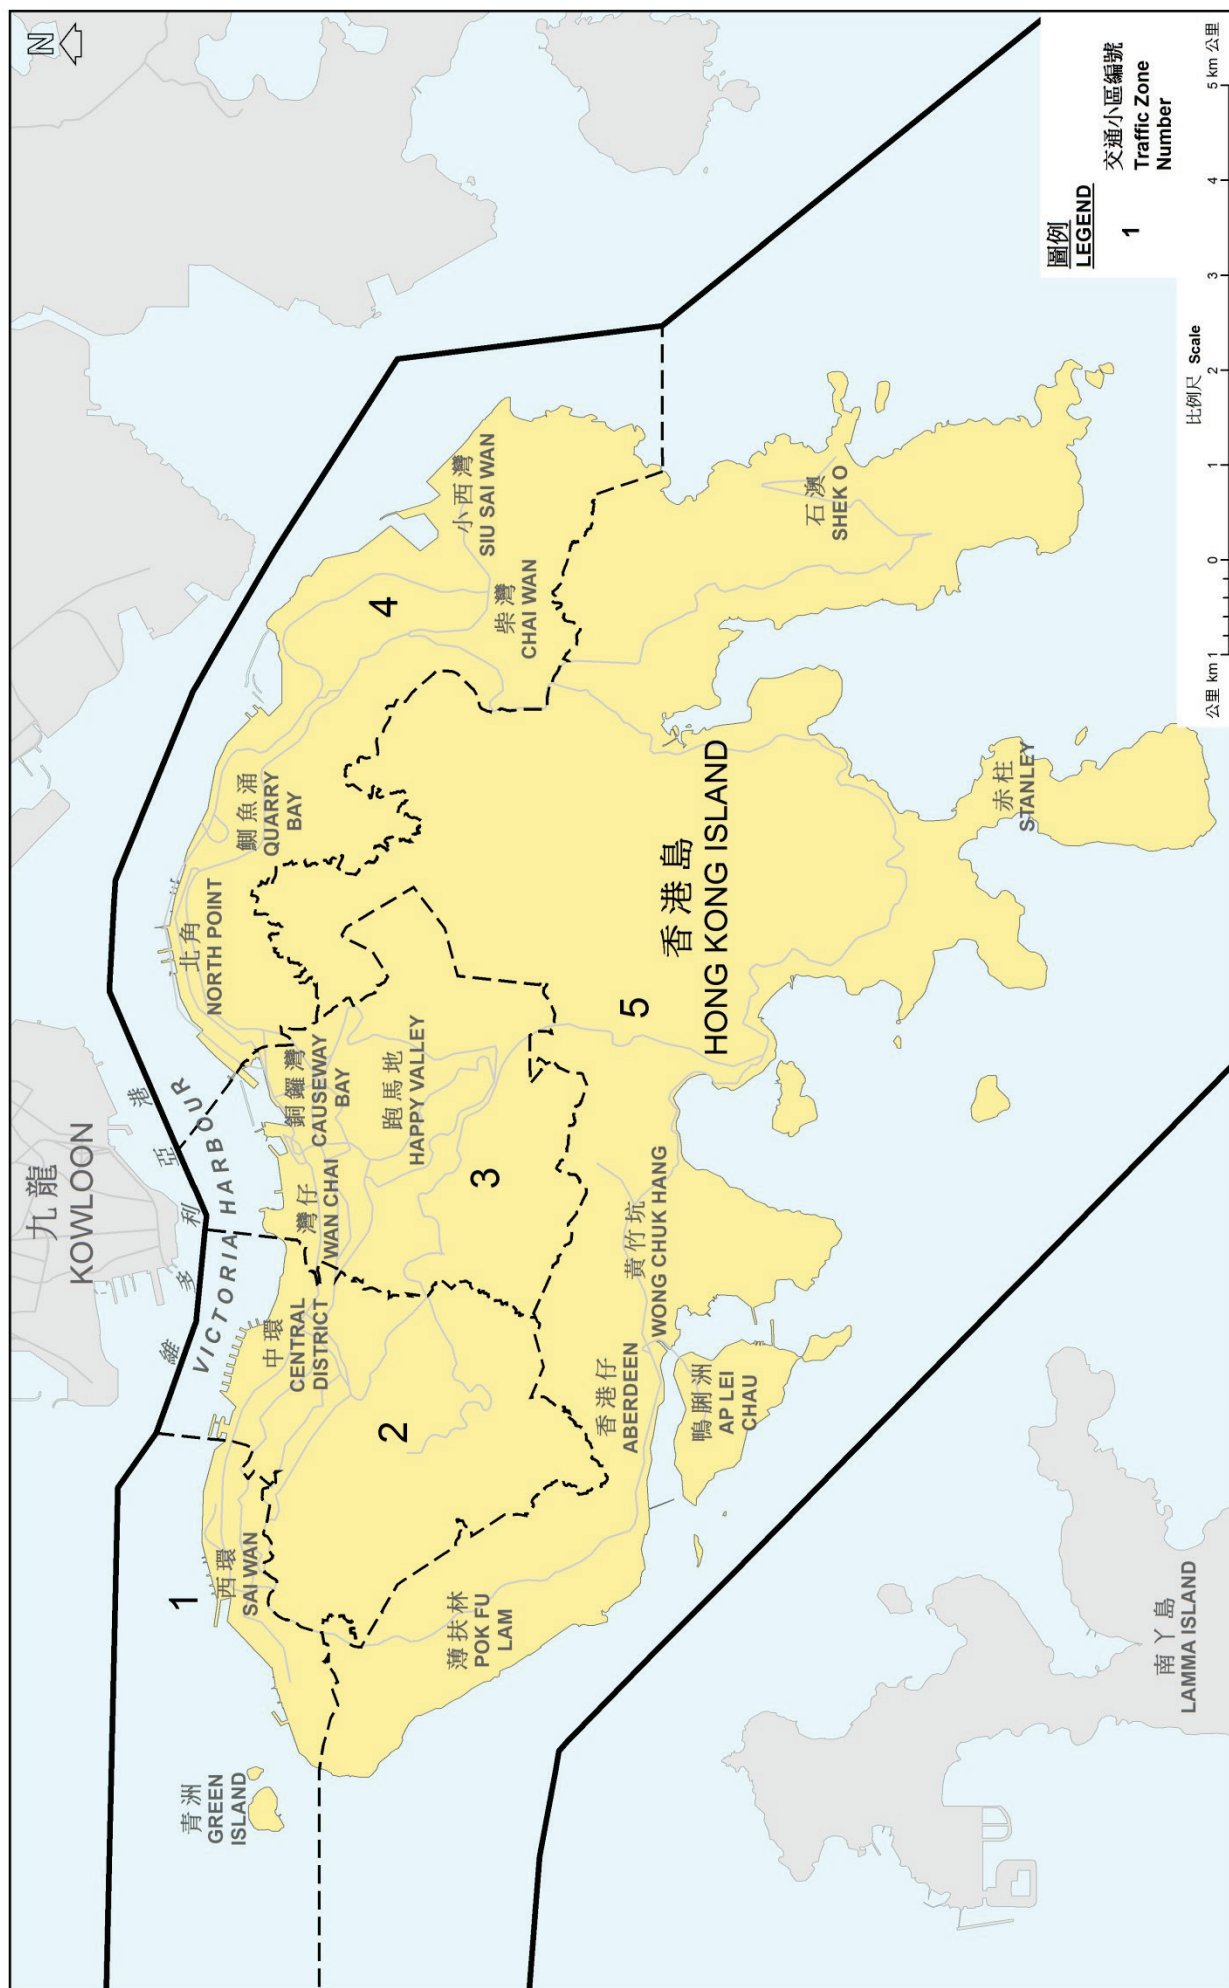 N
九龍
KOWLOON
維多利亞港
VICTORIA HARBOUR
青洲
GREEN
ISLAND
1
西環
SAI WAN
中環
CENTRAL
DISTRICT
灣仔
WAN CHAI
銅鑼灣
CAUSEWAY
BAY
北角
NORTH POINT
鰂魚涌
QUARRY
BAY
小西灣
SIU SAI WAN
4
柴灣
CHAI WAN
2
跑馬地
HAPPY VALLEY
3
薄扶林
POK FU
LAM
香港仔
ABERDEEN
黃竹坑
WONG CHUK HANG
鴨脷洲
AP LEI
CHAU
5
香港島
HONG KONG ISLAND
石澳
SHEK O
赤柱
STANLEY
南丫島
LAMMA ISLAND
圖例
LEGEND
1
交通小區編號
Traffic Zone
Number
比例尺 Scale
公里 km 1 0 1 2 3 4 5 km 公里